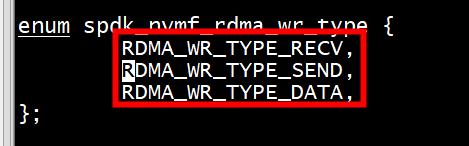 enum spdk_nvmf_rdma_wr_type {
RDMA_WR_TYPE_RECV,
RDMA_WR_TYPE_SEND,
RDMA_WR_TYPE_DATA,
};